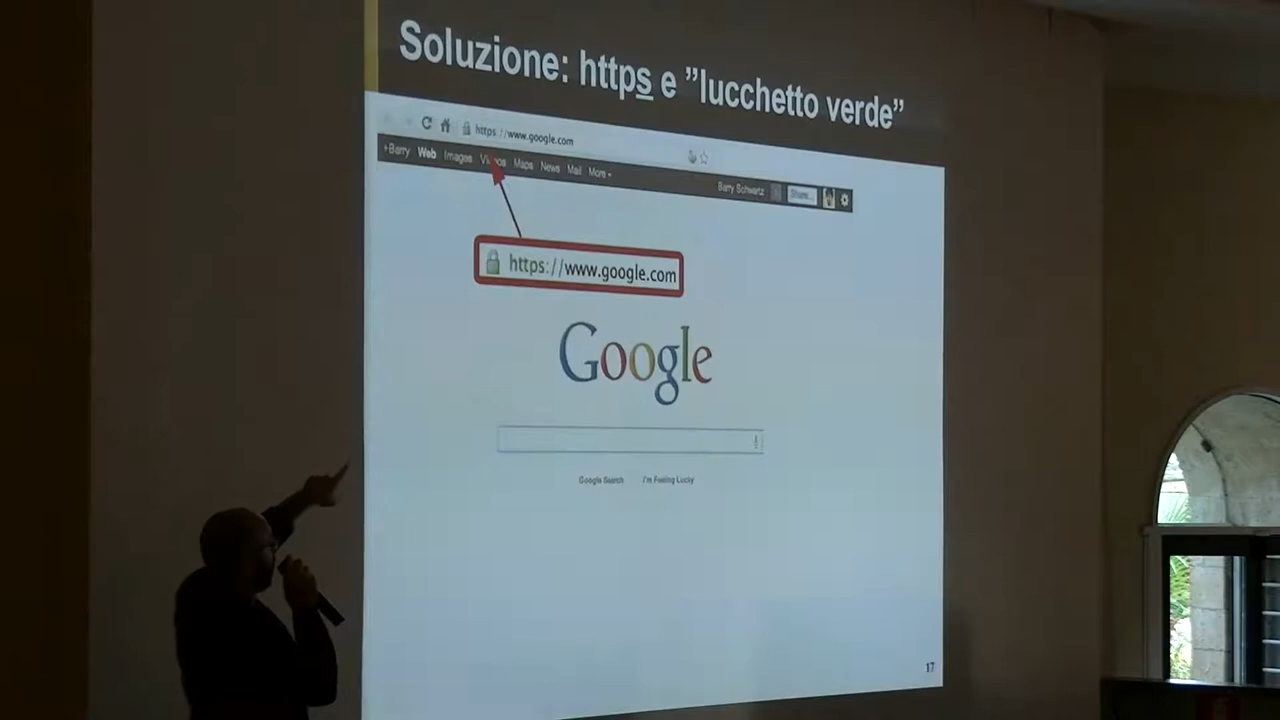 Soluzione: https e ”lucchetto verde”
https://www.google.com
+Barry Web Images Videos Maps News Mail More
Barry Schwartz Share...
https://www.google.com
Google
Google Search I'm Feeling Lucky
17